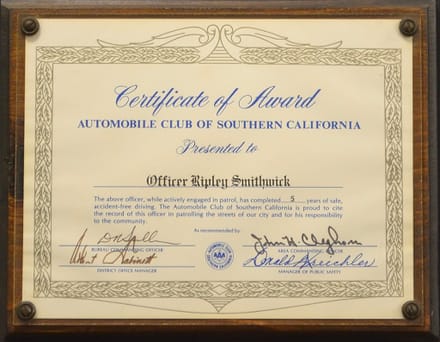 Certificate of Award
AUTOMOBILE CLUB OF SOUTHERN CALIFORNIA
Presented to
Officer Ripley Smithwick
The above officer, while actively engaged in patrol, has completed 5 years of safe,
accident-free driving. The Automobile Club of Southern California is proud to cite
the record of this officer in patrolling the streets of our city and for his responsibility
to the community.
As recommended by:
BUREAU COMMANDING OFFICER
AREA COMMANDING OFFICER
AAA
DISTRICT OFFICE MANAGER
MANAGER OF PUBLIC SAFETY